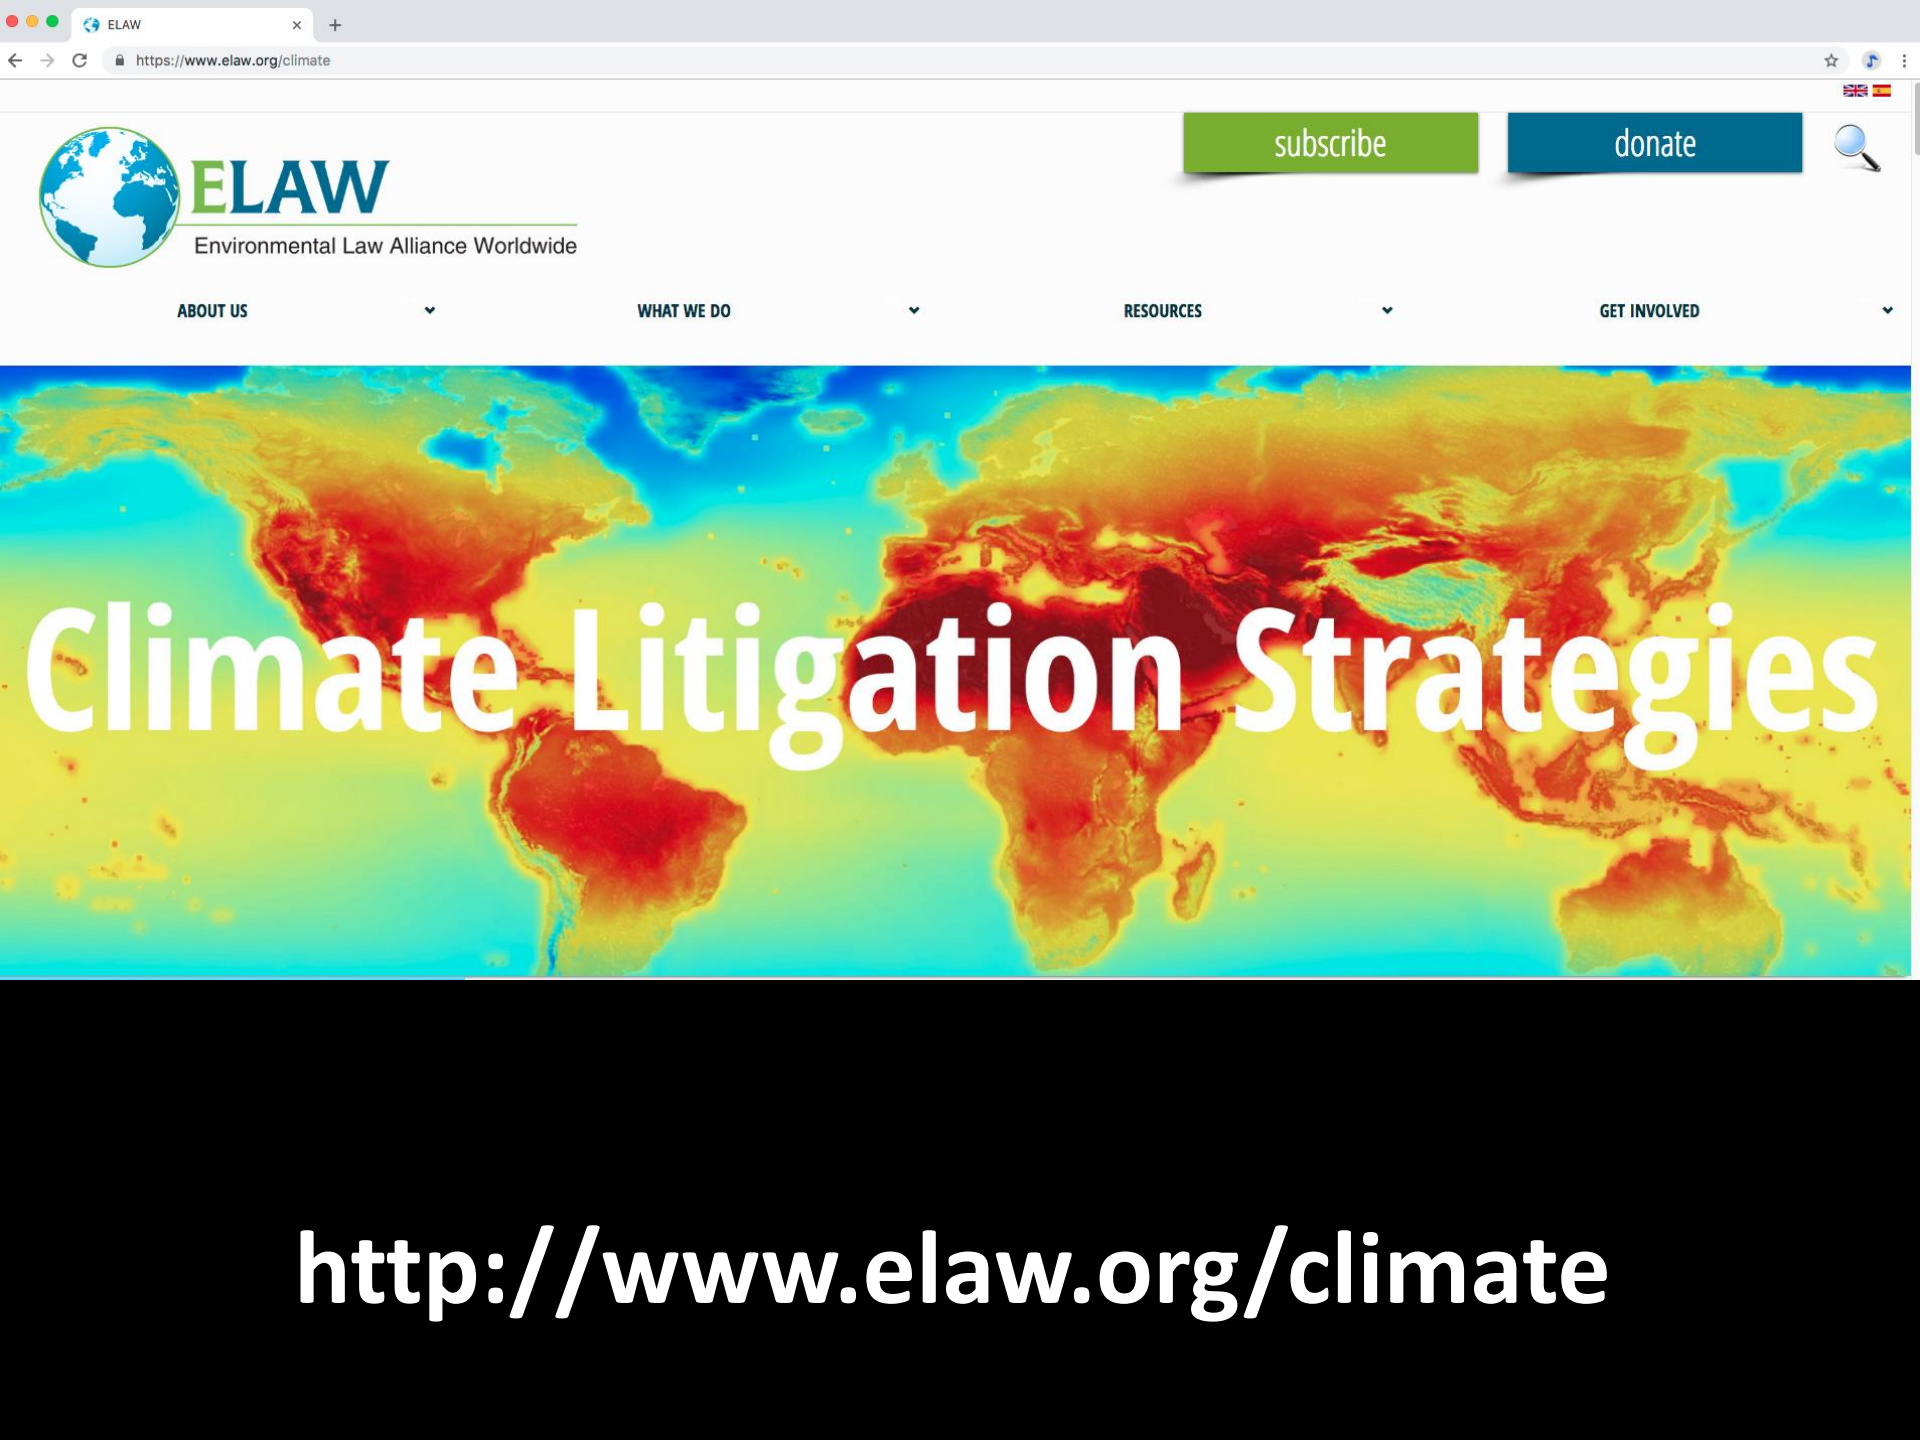 ELAW
https://www.elaw.org/climate
subscribe
donate
ELAW
Environmental Law Alliance Worldwide
ABOUT US
WHAT WE DO
RESOURCES
GET INVOLVED
Climate Litigation Strategies
http://www.elaw.org/climate